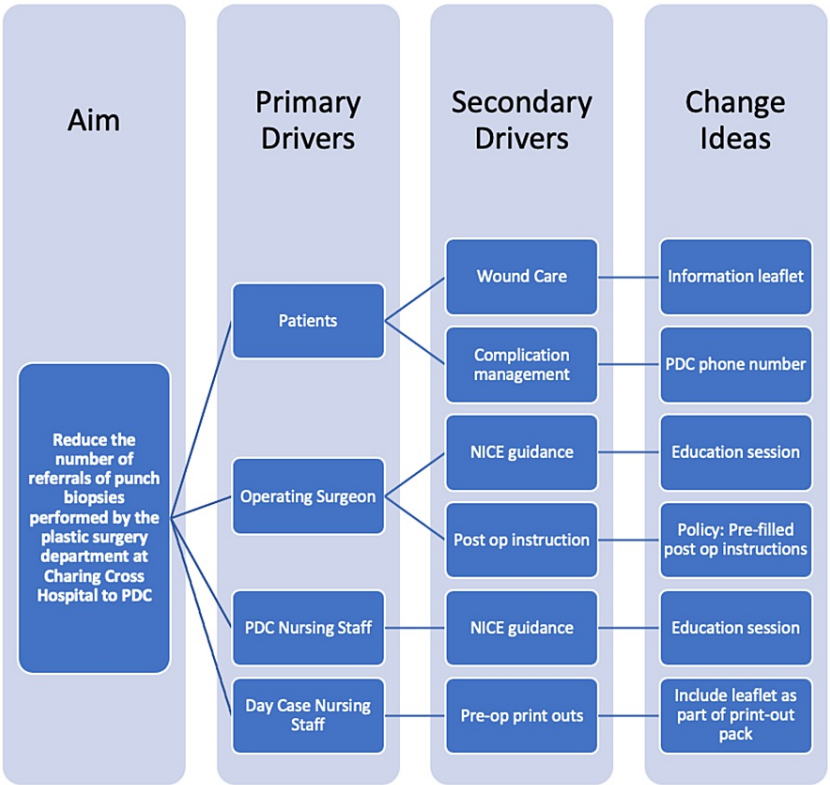 Aim
Primary
Drivers
Secondary
Drivers
Change
Ideas
Reduce the
number of
referrals of punch
biopsies
performed by the
plastic surgery
department at
Charing Cross
Hospital to PDC
Patients
Wound Care
Information leaflet
Complication
management
PDC phone number
Operating Surgeon
NICE guidance
Education session
Post op instruction
Policy: Pre-filled
post op instructions
PDC Nursing Staff
NICE guidance
Education session
Day Case Nursing
Staff
Pre-op print outs
Include leaflet as
part of print-out
pack